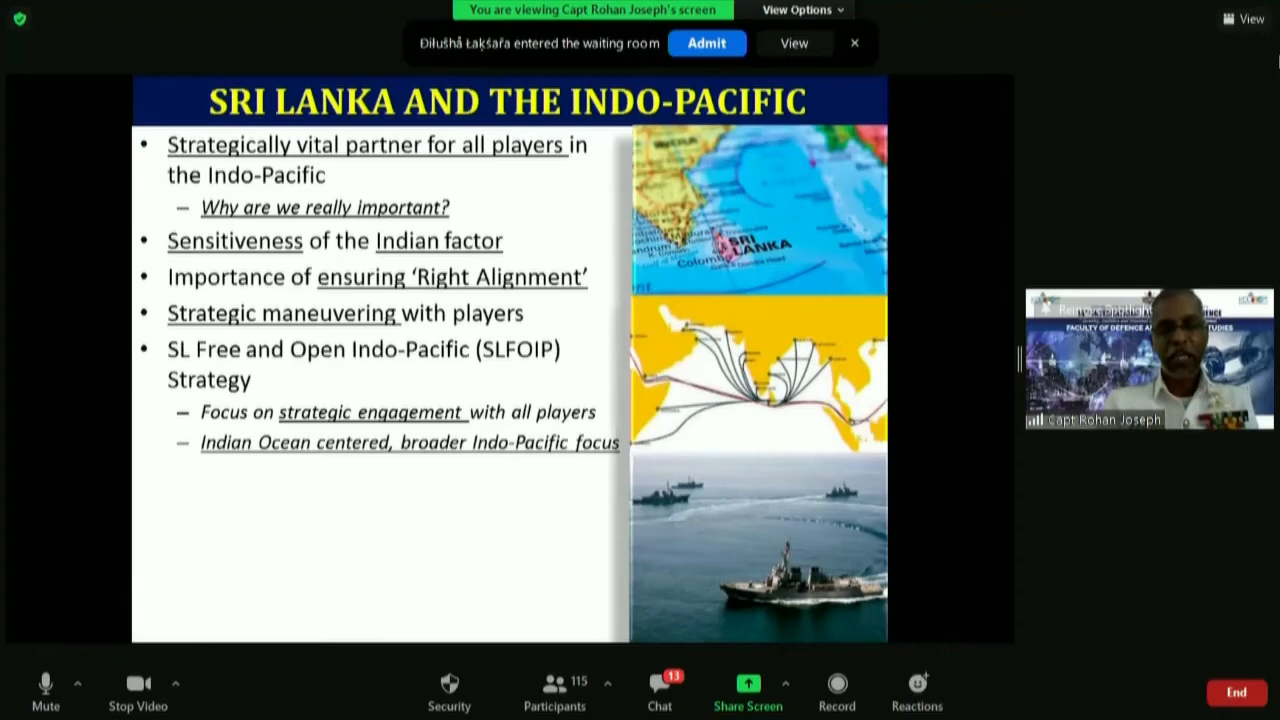 You are viewing Capt Rohan Joseph's screen
View Options
View
Điłušhå Łaķśařa entered the waiting room
Admit
View
SRI LANKA AND THE INDO-PACIFIC
• Strategically vital partner for all players in
the Indo-Pacific
– Why are we really important?
• Sensitiveness of the Indian factor
• Importance of ensuring ‘Right Alignment’
• Strategic maneuvering with players
• SL Free and Open Indo-Pacific (SLFOIP)
Strategy
– Focus on strategic engagement with all players
– Indian Ocean centered, broader Indo-Pacific focus
SRI
LANKA
Colombo
Remove Spotlight
FACULTY OF DEFENCE
Capt Rohan Joseph
Mute
Stop Video
Security
115
Participants
13
Chat
Share Screen
Record
Reactions
End